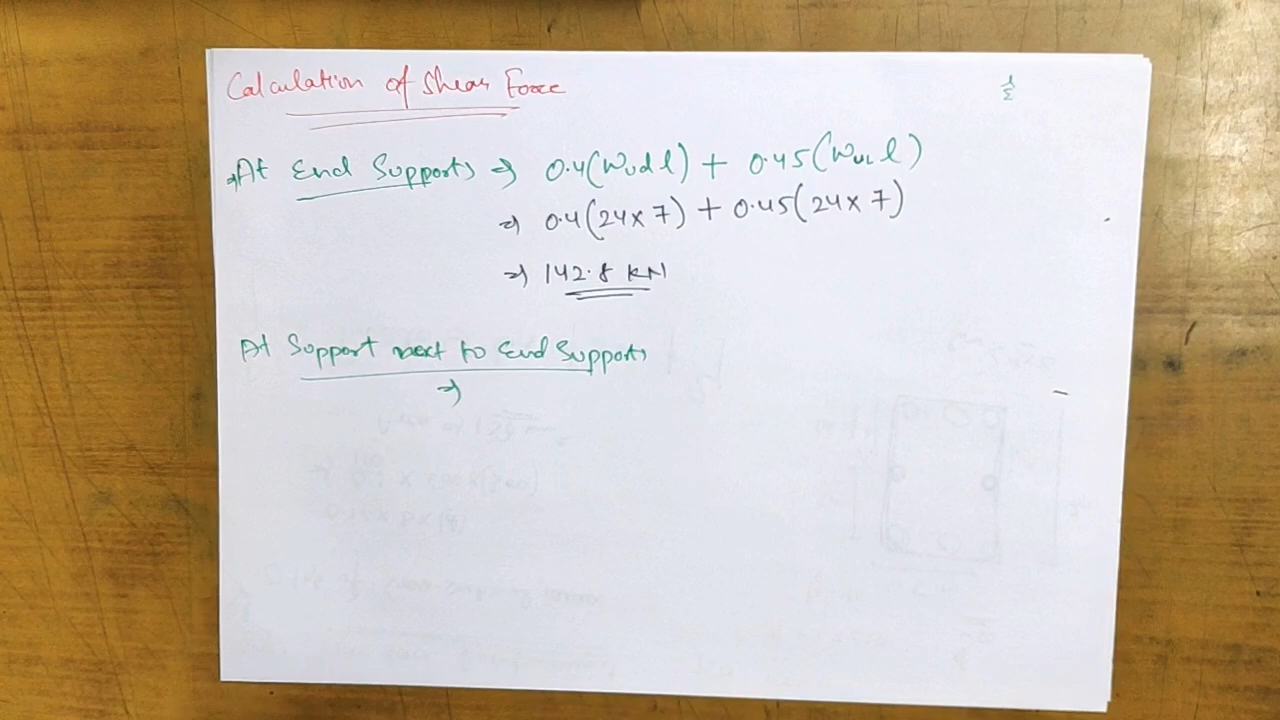 Calculation of Shear Force
⇒At End Supports ⇒ 0.4(Wud l) + 0.45(WuL l)
⇒ 0.4(24×7) + 0.45(24×7)
⇒ 142.8 KN
At Support next to End Supports
⇒